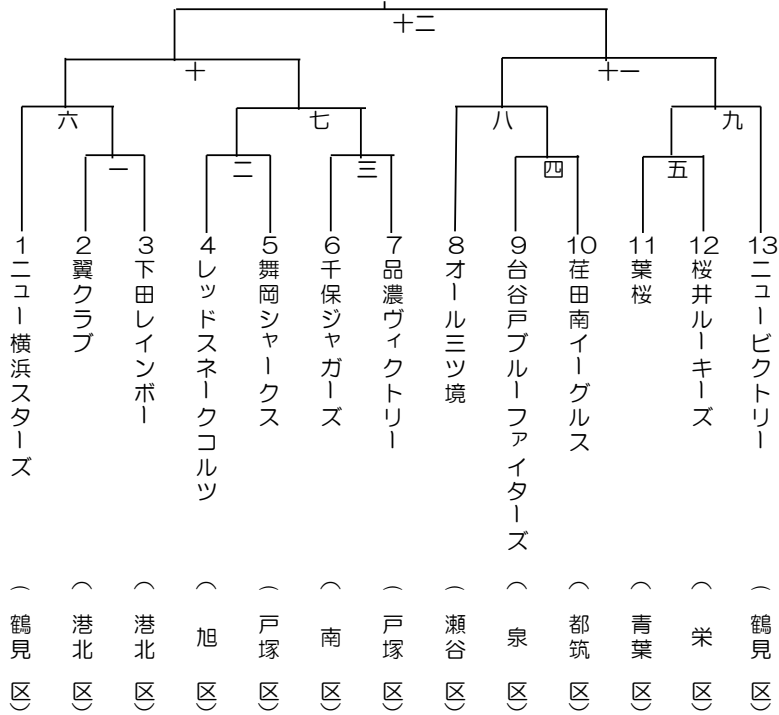 十二
十
十一
六
七
八
九
一
二
三
四
五
1 ニュー横浜スターズ （鶴見 区）
2 翼クラブ （港北 区）
3 下田レインボー （港北 区）
4 レッドスネークコルツ （旭 区）
5 舞岡シャークス （戸塚 区）
6 千保ジャガーズ （南 区）
7 品濃ヴィクトリー （戸塚 区）
8 オール三ツ境 （瀬谷 区）
9 台谷戸ブルーファイターズ （泉 区）
10 荏田南イーグルス （都筑 区）
11 葉桜 （青葉 区）
12 桜井ルーキーズ （栄 区）
13 ニュービクトリー （鶴見 区）